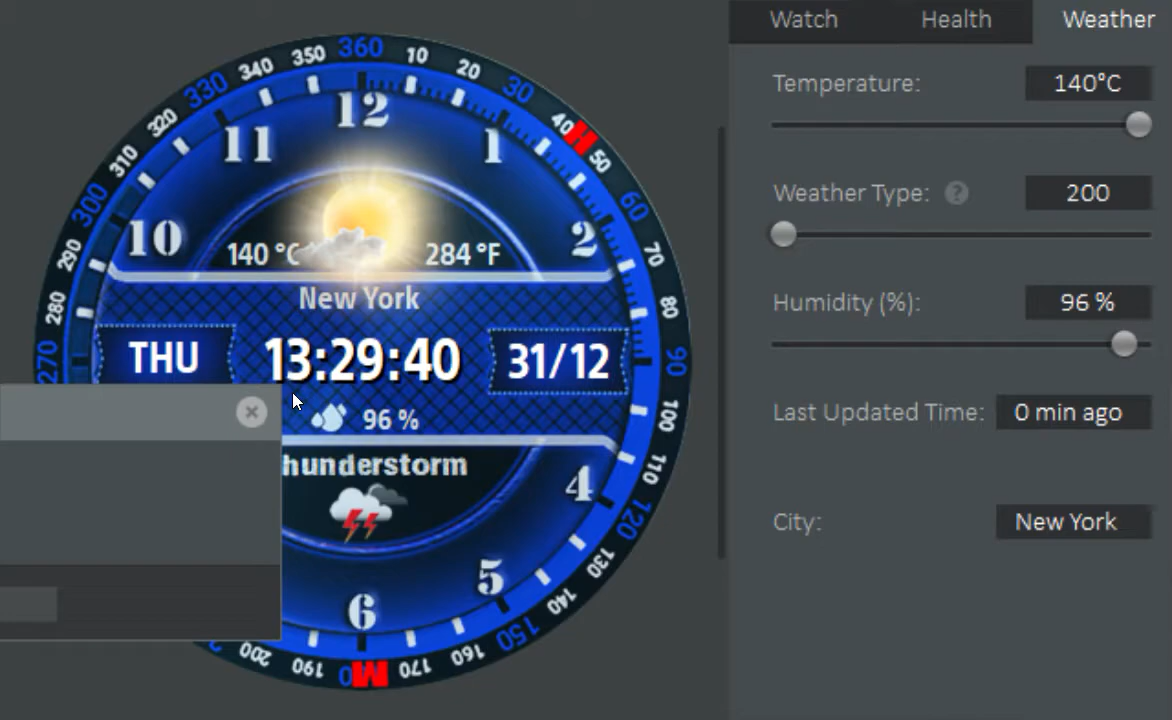 Watch Health Weather
Temperature: 140°C
Weather Type: ? 200
Humidity (%): 96 %
Last Updated Time: 0 min ago
City: New York
360 10 20 30 40 H 50 60 70 80 90 100 110 120 130 140 150 160 170 M 190 200
270 280 290 300 310 320 330 340 350
12 1 2 4 5 6 10 11
140 °C 284 °F
New York
THU 13:29:40 31/12
96 %
hunderstorm